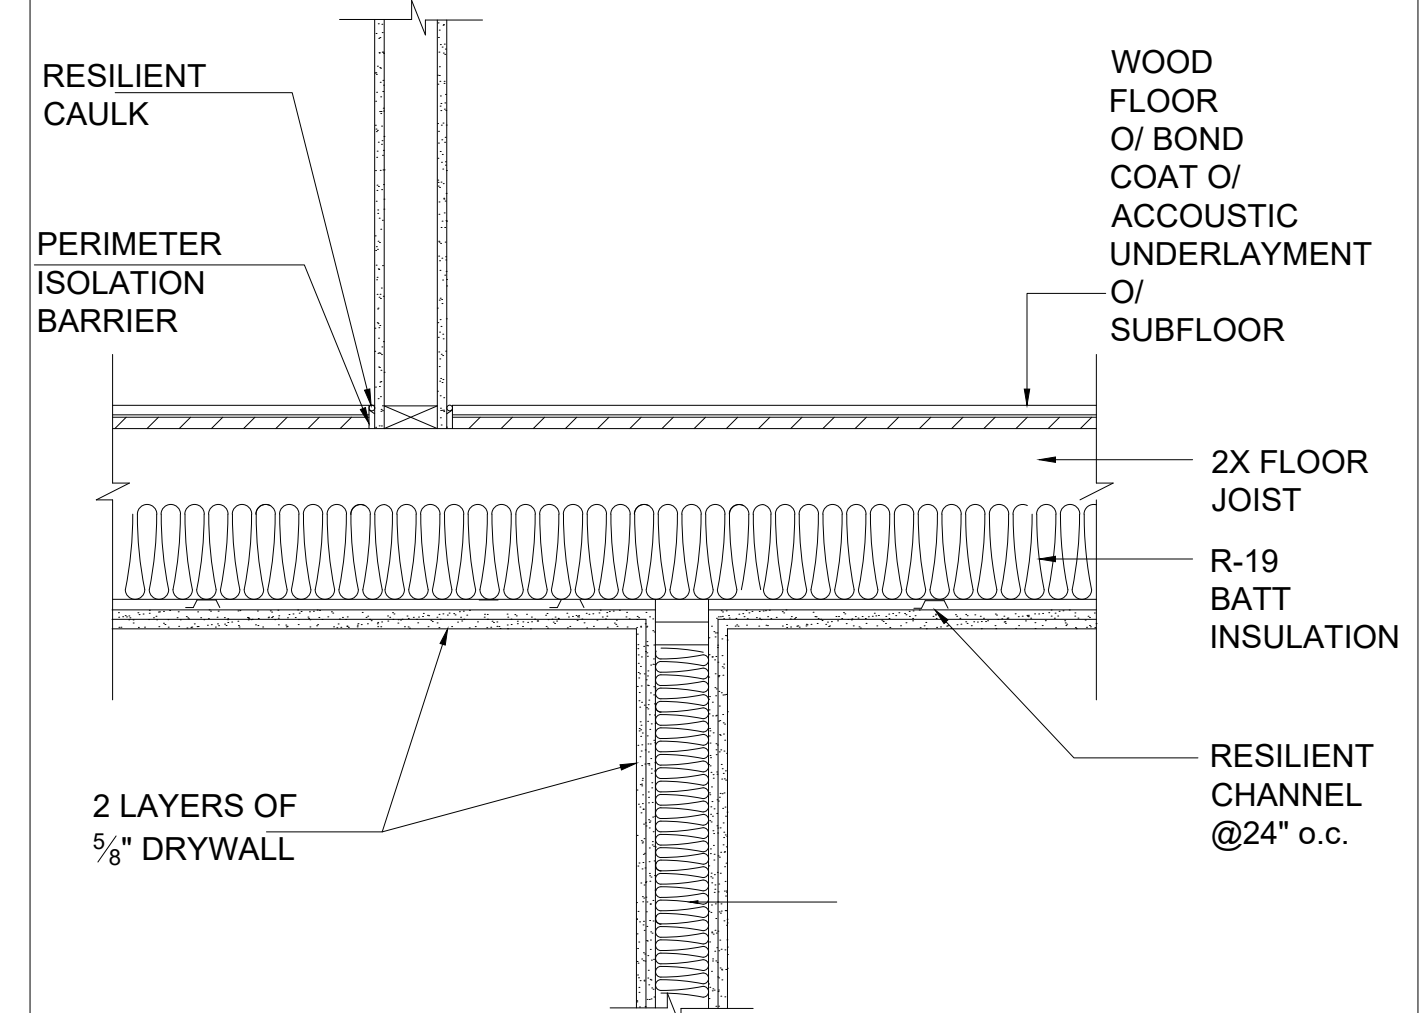 RESILIENT
CAULK
PERIMETER
ISOLATION
BARRIER
WOOD
FLOOR
O/ BOND
COAT O/
ACCOUSTIC
UNDERLAYMENT
O/
SUBFLOOR
2X FLOOR
JOIST
R-19
BATT
INSULATION
RESILIENT
CHANNEL
@24" o.c.
2 LAYERS OF
⅝" DRYWALL